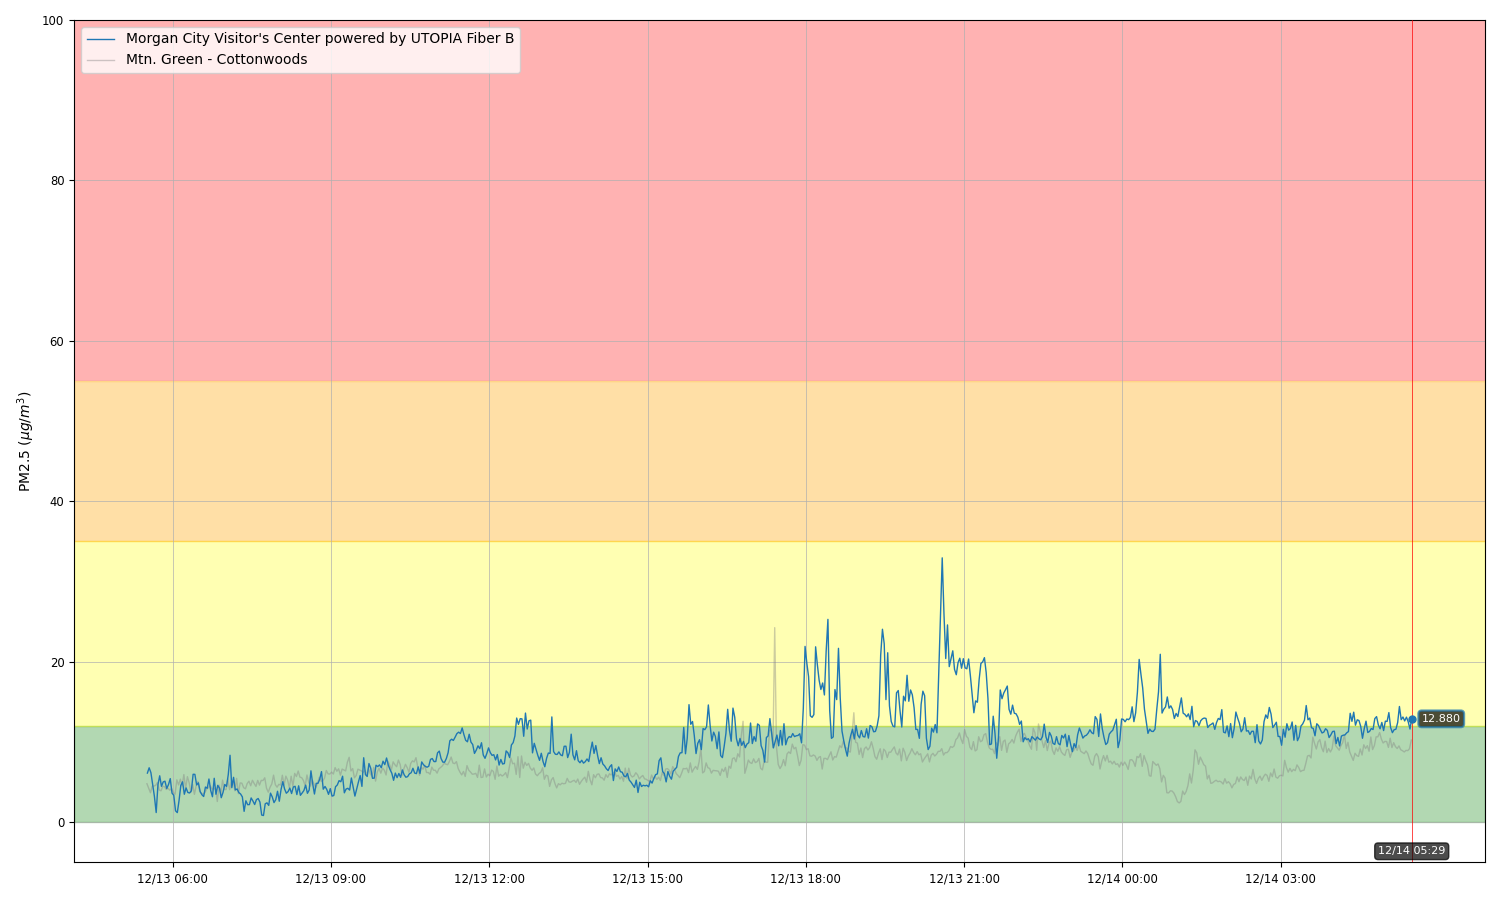 100
80
60
40
20
0
PM2.5 (μg/m³)
Morgan City Visitor's Center powered by UTOPIA Fiber B
Mtn. Green - Cottonwoods
12.880
12/14 05:29
12/13 06:00 12/13 09:00 12/13 12:00 12/13 15:00 12/13 18:00 12/13 21:00 12/14 00:00 12/14 03:00